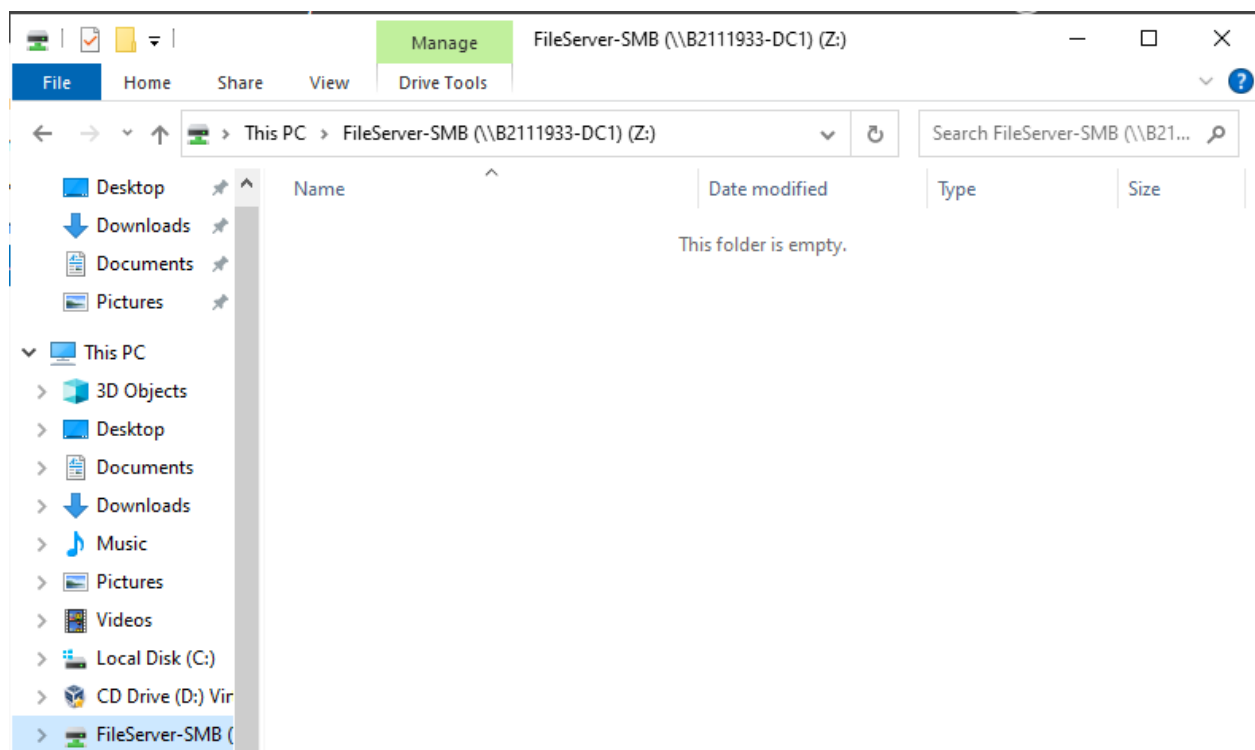 Manage
FileServer-SMB (\\B2111933-DC1) (Z:)
File
Home
Share
View
Drive Tools
This PC
FileServer-SMB (\\B2111933-DC1) (Z:)
Search FileServer-SMB (\\B21...
Name
Date modified
Type
Size
This folder is empty.
Desktop
Downloads
Documents
Pictures
This PC
3D Objects
Desktop
Documents
Downloads
Music
Pictures
Videos
Local Disk (C:)
CD Drive (D:) Vir
FileServer-SMB (